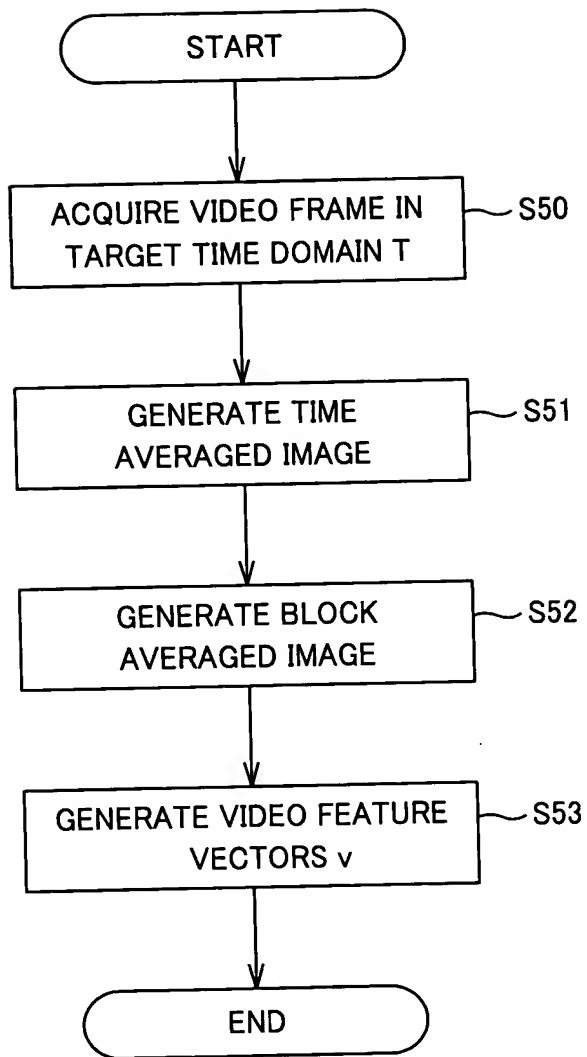 START
ACQUIRE VIDEO FRAME IN
TARGET TIME DOMAIN T
S50
GENERATE TIME
AVERAGED IMAGE
S51
GENERATE BLOCK
AVERAGED IMAGE
S52
GENERATE VIDEO FEATURE
VECTORS v
S53
END